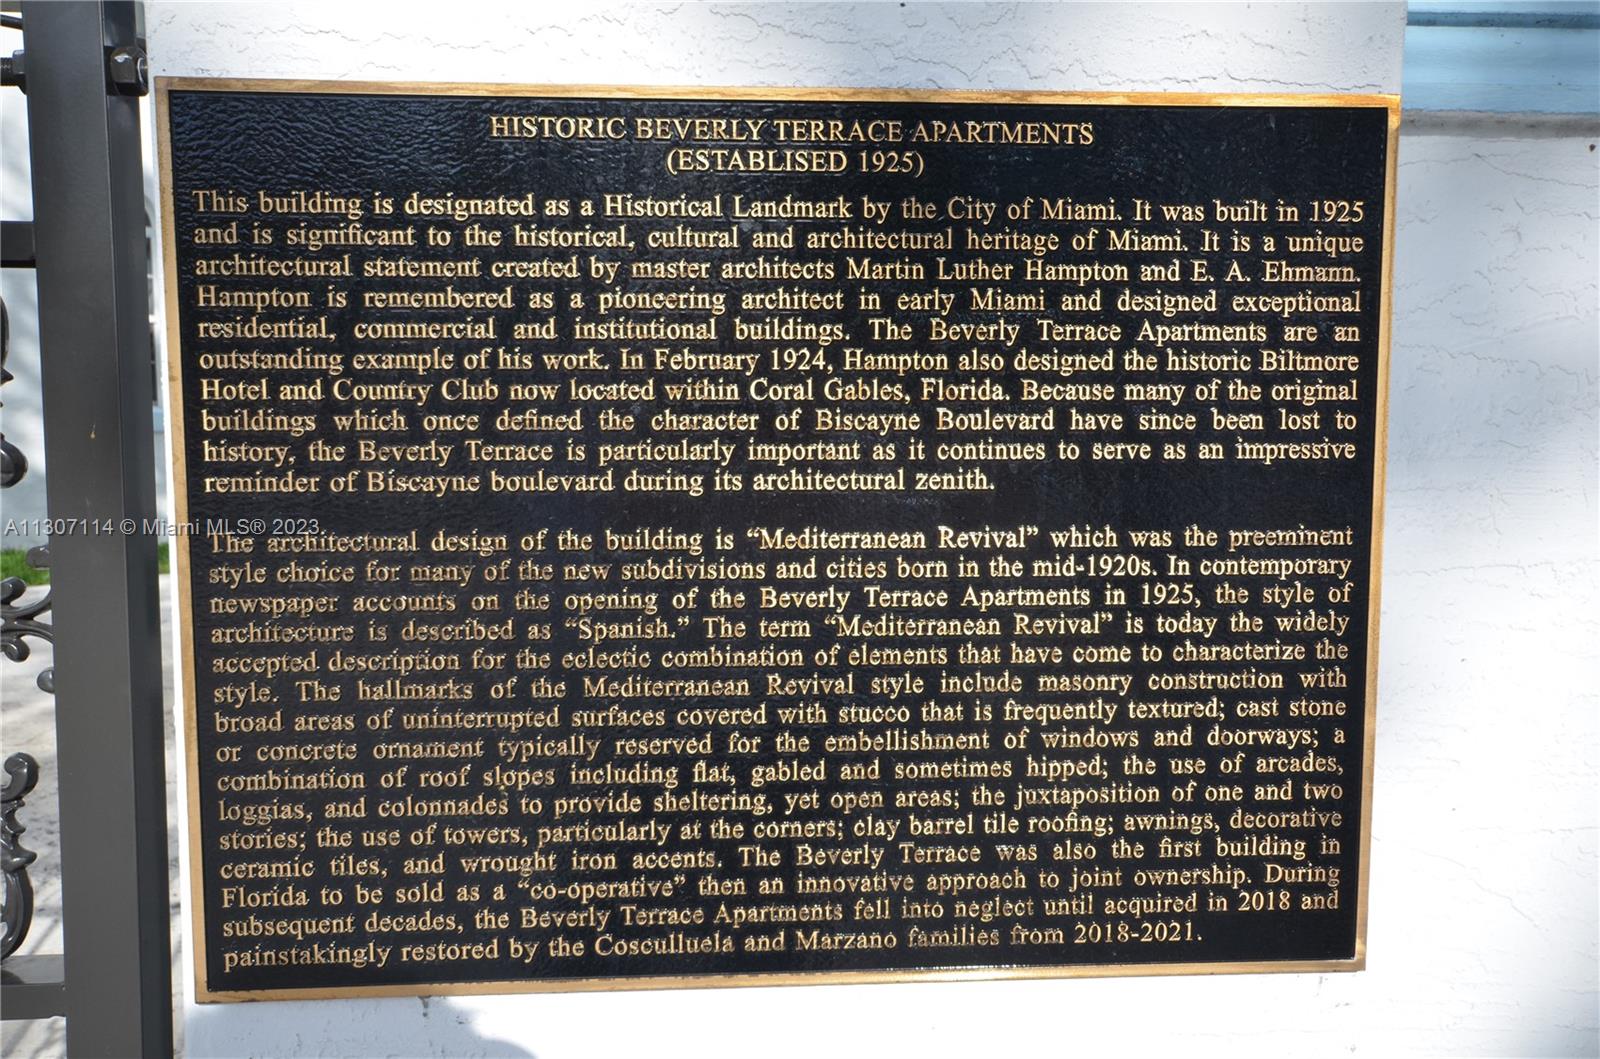 HISTORIC BEVERLY TERRACE APARTMENTS
(ESTABLISED 1925)
This building is designated as a Historical Landmark by the City of Miami. It was built in 1925
and is significant to the historical, cultural and architectural heritage of Miami. It is a unique
architectural statement created by master architects Martin Luther Hampton and E. A. Ehmann.
Hampton is remembered as a pioneering architect in early Miami and designed exceptional
residential, commercial and institutional buildings. The Beverly Terrace Apartments are an
outstanding example of his work. In February 1924, Hampton also designed the historic Biltmore
Hotel and Country Club now located within Coral Gables, Florida. Because many of the original
buildings which once defined the character of Biscayne Boulevard have since been lost to
history, the Beverly Terrace is particularly important as it continues to serve as an impressive
reminder of Biscayne boulevard during its architectural zenith.
A11307114 © Miami MLS® 2023
The architectural design of the building is “Mediterranean Revival” which was the preeminent
style choice for many of the new subdivisions and cities born in the mid-1920s. In contemporary
newspaper accounts on the opening of the Beverly Terrace Apartments in 1925, the style of
architecture is described as “Spanish.” The term “Mediterranean Revival” is today the widely
accepted description for the eclectic combination of elements that have come to characterize the
style. The hallmarks of the Mediterranean Revival style include masonry construction with
broad areas of uninterrupted surfaces covered with stucco that is frequently textured; cast stone
or concrete ornament typically reserved for the embellishment of windows and doorways; a
combination of roof slopes including flat, gabled and sometimes hipped; the use of arcades,
loggias, and colonnades to provide sheltering, yet open areas; the juxtaposition of one and two
stories; the use of towers, particularly at the corners; clay barrel tile roofing; awnings, decorative
ceramic tiles, and wrought iron accents. The Beverly Terrace was also the first building in
Florida to be sold as a “co-operative” then an innovative approach to joint ownership. During
subsequent decades, the Beverly Terrace Apartments fell into neglect until acquired in 2018 and
painstakingly restored by the Cosculluela and Marzano families from 2018-2021.